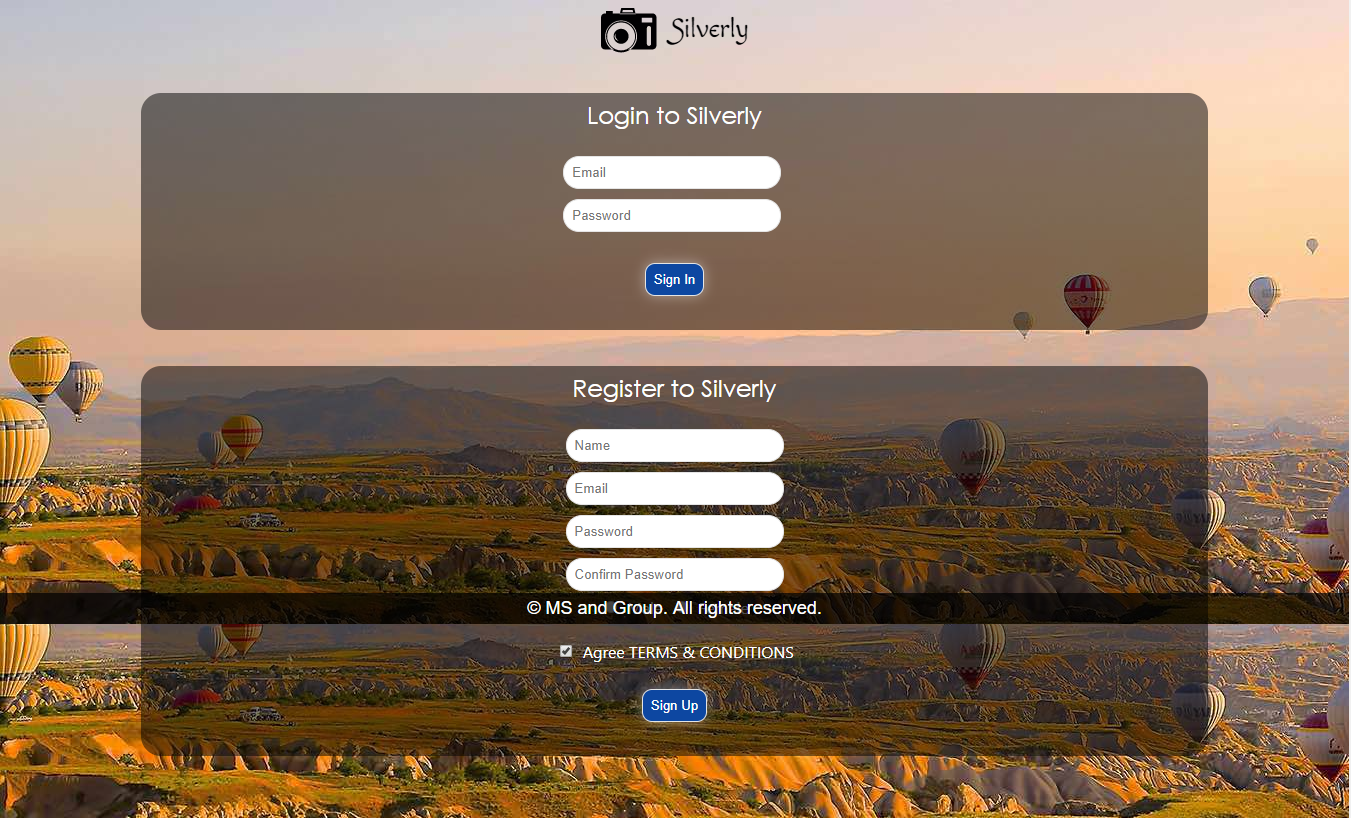 Silverly
Login to Silverly
Email
Password
Sign In
Register to Silverly
Name
Email
Password
Confirm Password
© MS and Group. All rights reserved.
Agree TERMS & CONDITIONS
Sign Up